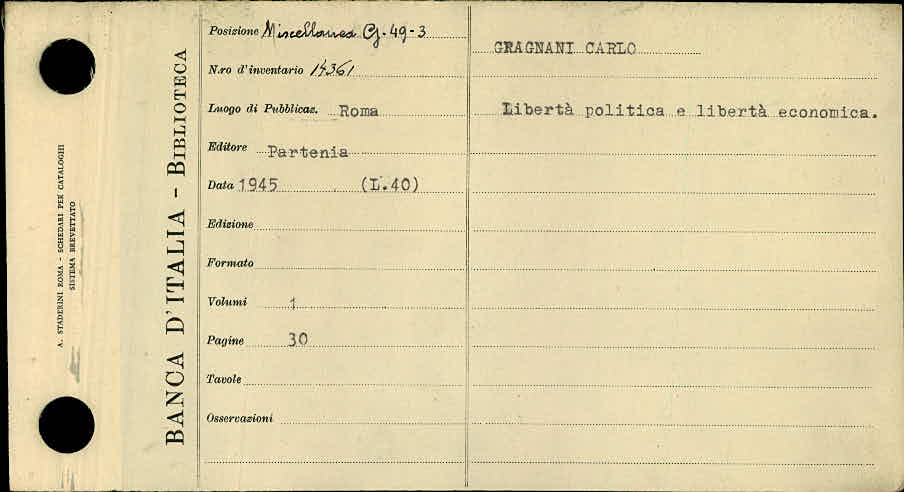 A. STADERINI ROMA - SCHEDARI PER CATALOGHI
SISTEMA BREVETTATO
BANCA D'ITALIA - BIBLIOTECA
Posizione Miscellanea G. 49-3
N.ro d'inventario 14361
Luogo di Pubblicaz. Roma
Editore Partenia
Data 1945 (L.40)
Edizione
Formato
Volumi 1
Pagine 30
Tavole
Osservazioni
GRAGNANI CARLO
Libertà politica e libertà economica.